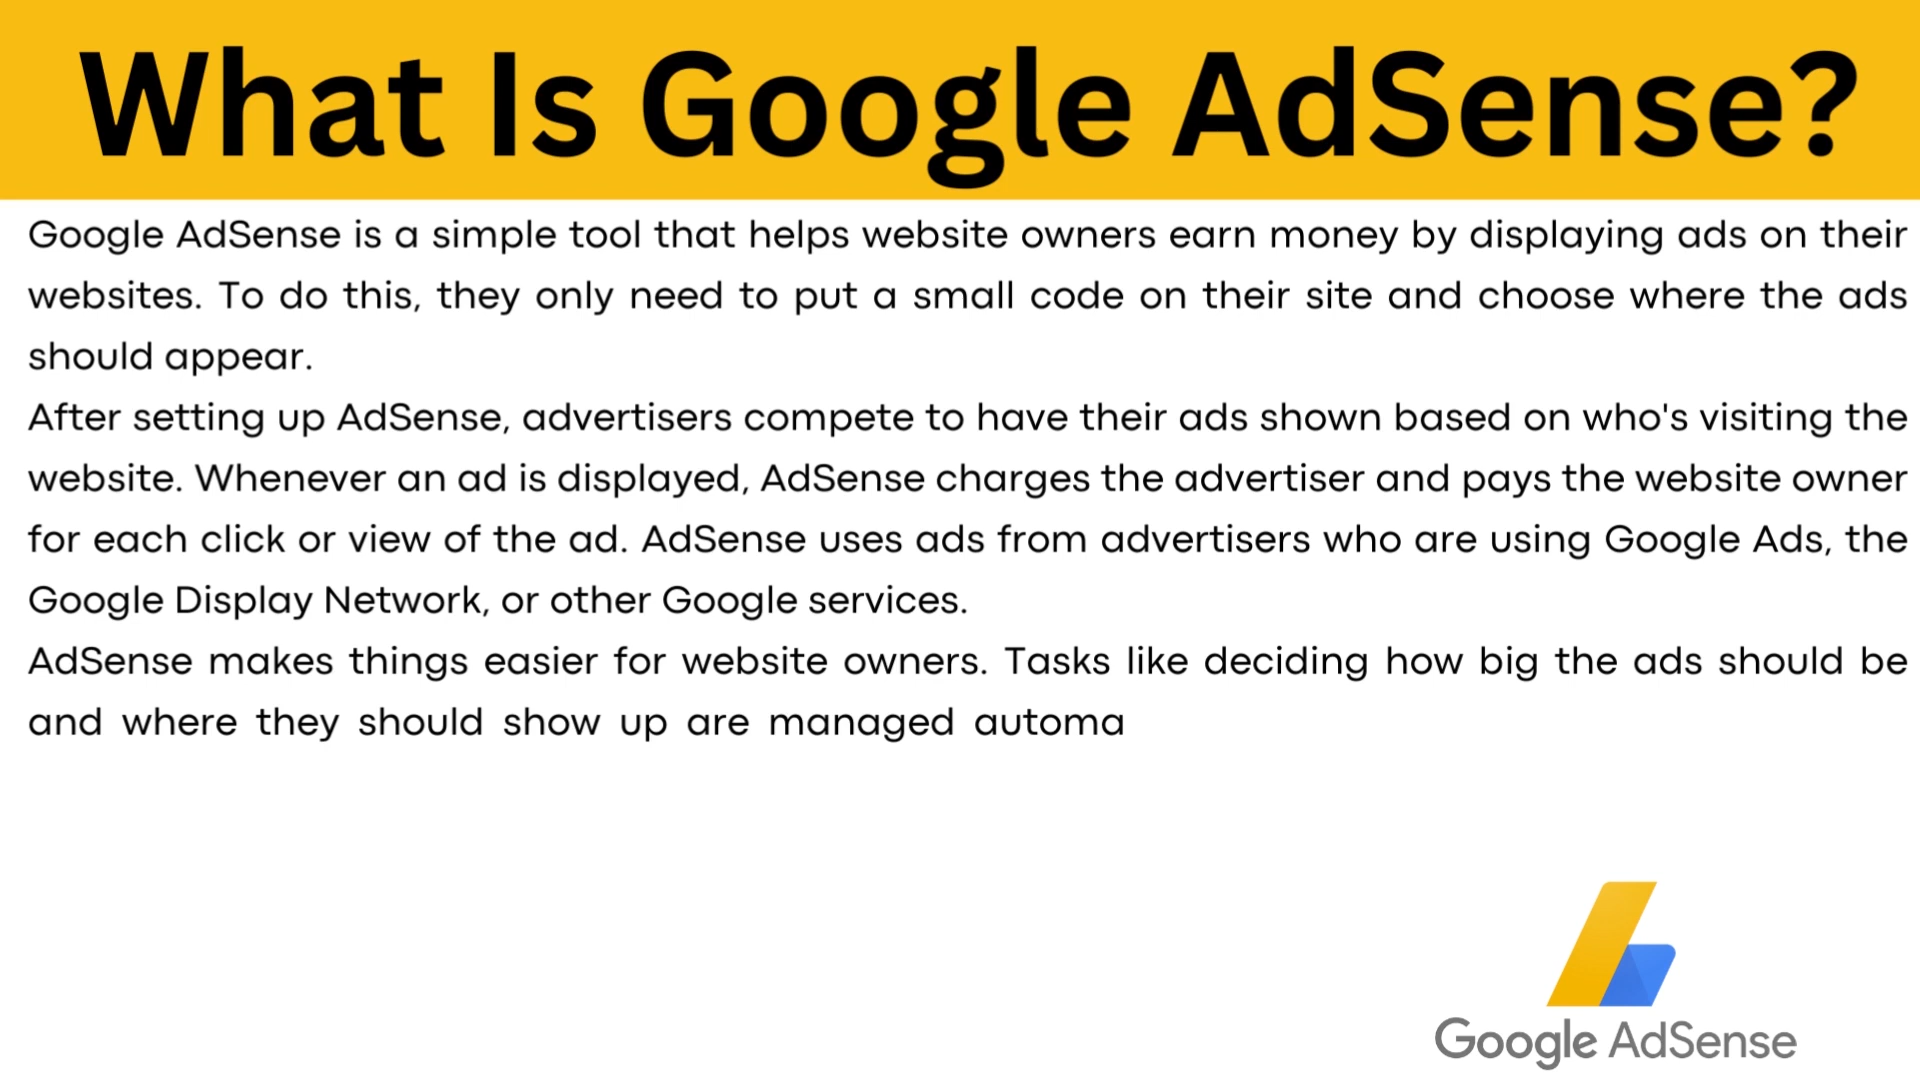 What Is Google AdSense?
Google AdSense is a simple tool that helps website owners earn money by displaying ads on their
websites. To do this, they only need to put a small code on their site and choose where the ads
should appear.
After setting up AdSense, advertisers compete to have their ads shown based on who's visiting the
website. Whenever an ad is displayed, AdSense charges the advertiser and pays the website owner
for each click or view of the ad. AdSense uses ads from advertisers who are using Google Ads, the
Google Display Network, or other Google services.
AdSense makes things easier for website owners. Tasks like deciding how big the ads should be
and where they should show up are managed automa
Google AdSense